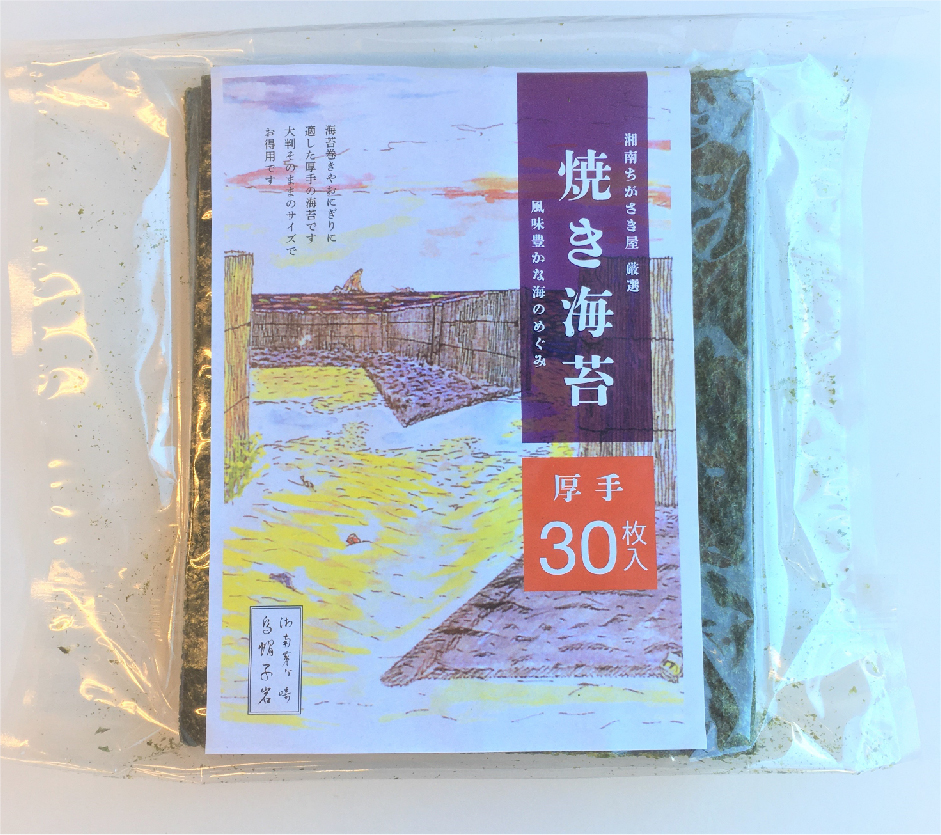 湘南ちがさき屋 厳選
焼き海苔
風味豊かな海のめぐみ
海苔巻きやおにぎりに
適した厚手の海苔です
大判そのままのサイズで
お得用です
厚手
30枚入
湘南茅ヶ崎
烏帽子岩